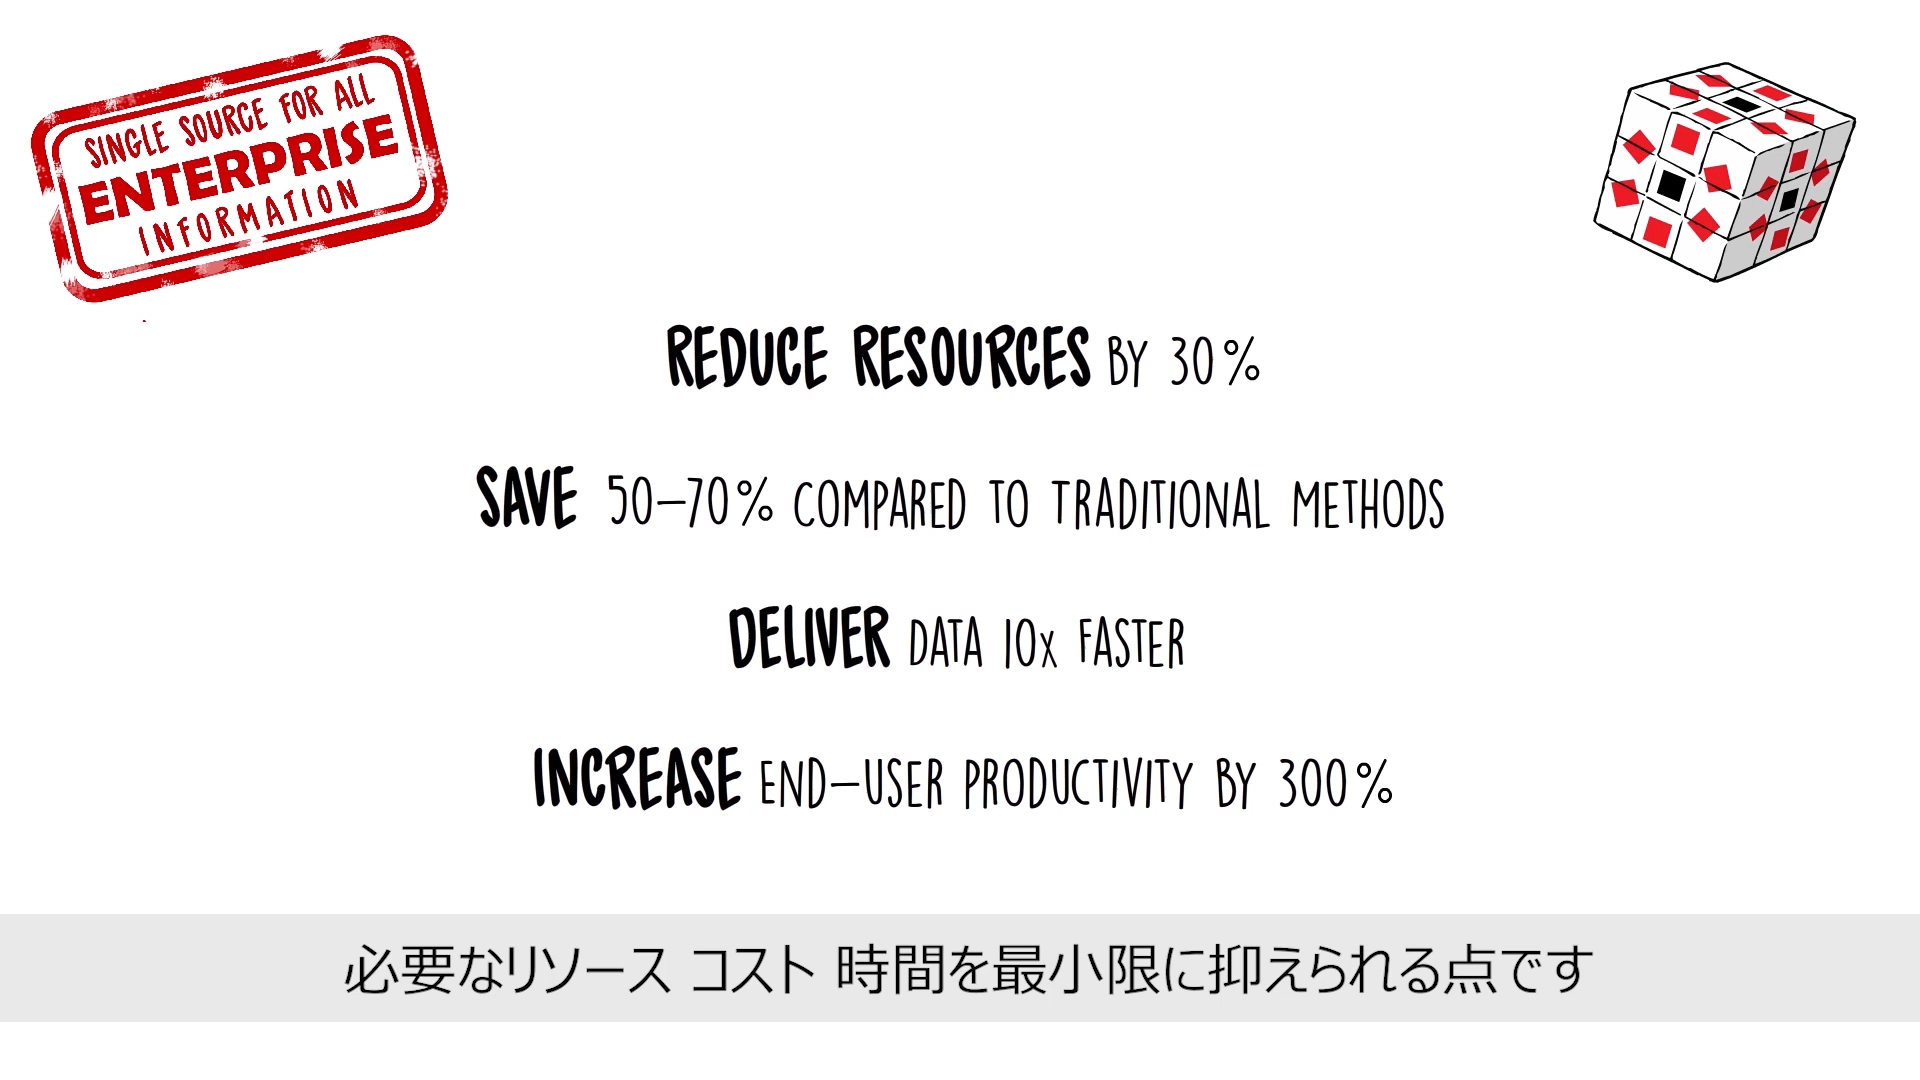 SINGLE SOURCE FOR ALL
ENTERPRISE
INFORMATION
REDUCE RESOURCES BY 30%
SAVE 50-70% COMPARED TO TRADITIONAL METHODS
DELIVER DATA 10X FASTER
INCREASE END-USER PRODUCTIVITY BY 300%
必要なリソース コスト 時間を最小限に抑えられる点です